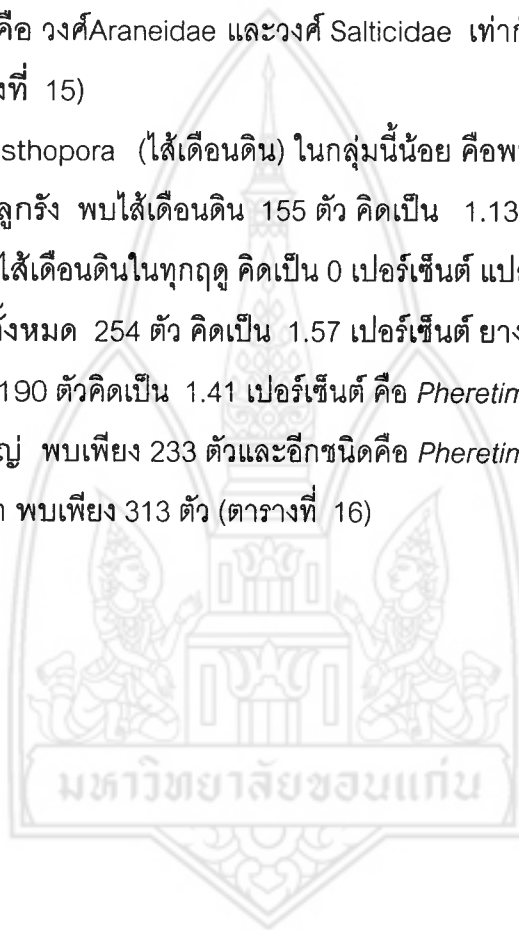 คือ วงศ์Araneidae และวงศ์ Salticidae เท่า
ที่ 15)
sthopora (ไส้เดือนดิน) ในกลุ่มนี้น้อย คือพ
ลูกรัง พบไส้เดือนดิน 155 ตัว คิดเป็น 1.13
ไส้เดือนดินในทุกฤดู คิดเป็น 0 เปอร์เซ็นต์ แป
ทั้งหมด 254 ตัว คิดเป็น 1.57 เปอร์เซ็นต์ ยาง
190 ตัวคิดเป็น 1.41 เปอร์เซ็นต์ คือ Pheretim
พบเพียง 233 ตัวและอีกชนิดคือ Pheretim
พบเพียง 313 ตัว (ตารางที่ 16)
มหาวิทยาลัยขอนแก่น